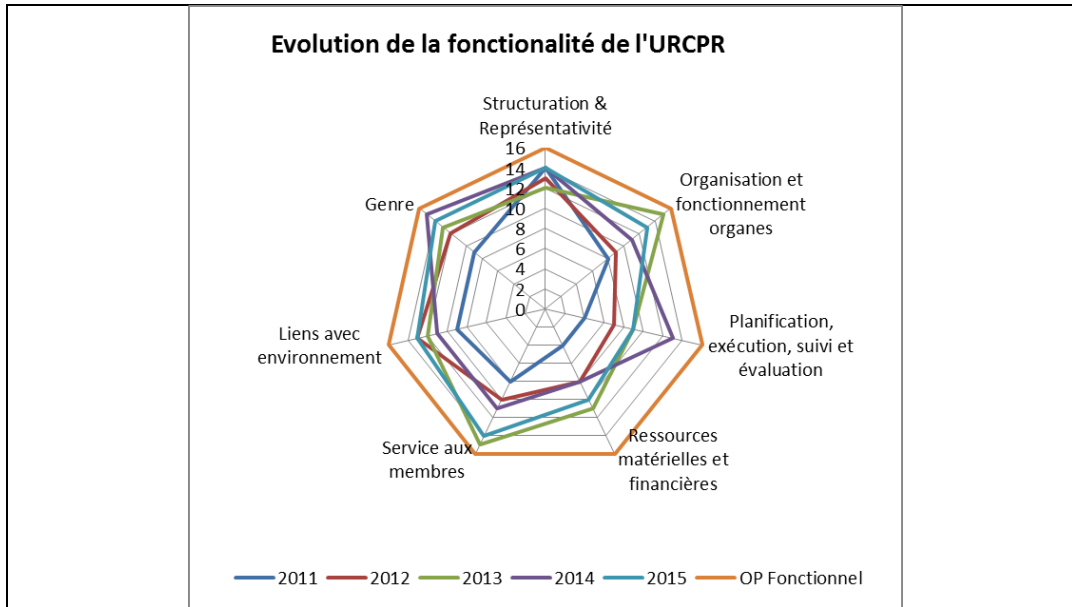 Evolution de la fonctionalité de l'URCPR
Structuration &
Représentativité
16
14
12
10
8
6
4
2
0
Organisation et
fonctionnement
organes
Planification,
exécution, suivi et
évaluation
Ressources
matérielles et
financières
Service aux
membres
Liens avec
environnement
Genre
2011
2012
2013
2014
2015
OP Fonctionnel